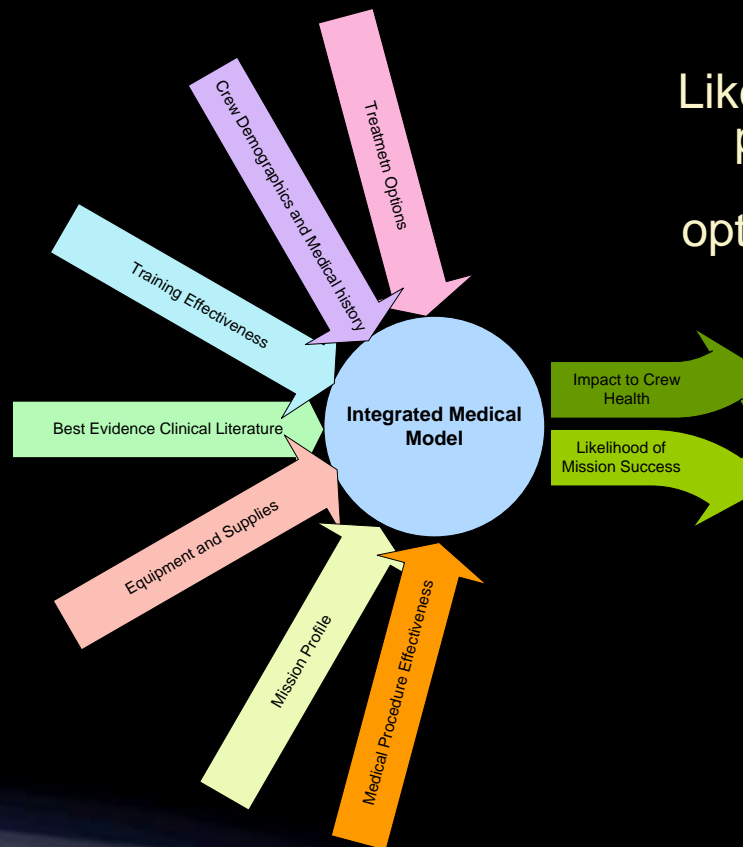 Treatmetn Options
Crew Demographics and Medical history
Training Effectiveness
Best Evidence Clinical Literature
Equipment and Supplies
Mission Profile
Medical Procedure Effectiveness
Integrated Medical
Model
Impact to Crew
Health
Likelihood of
Mission Success